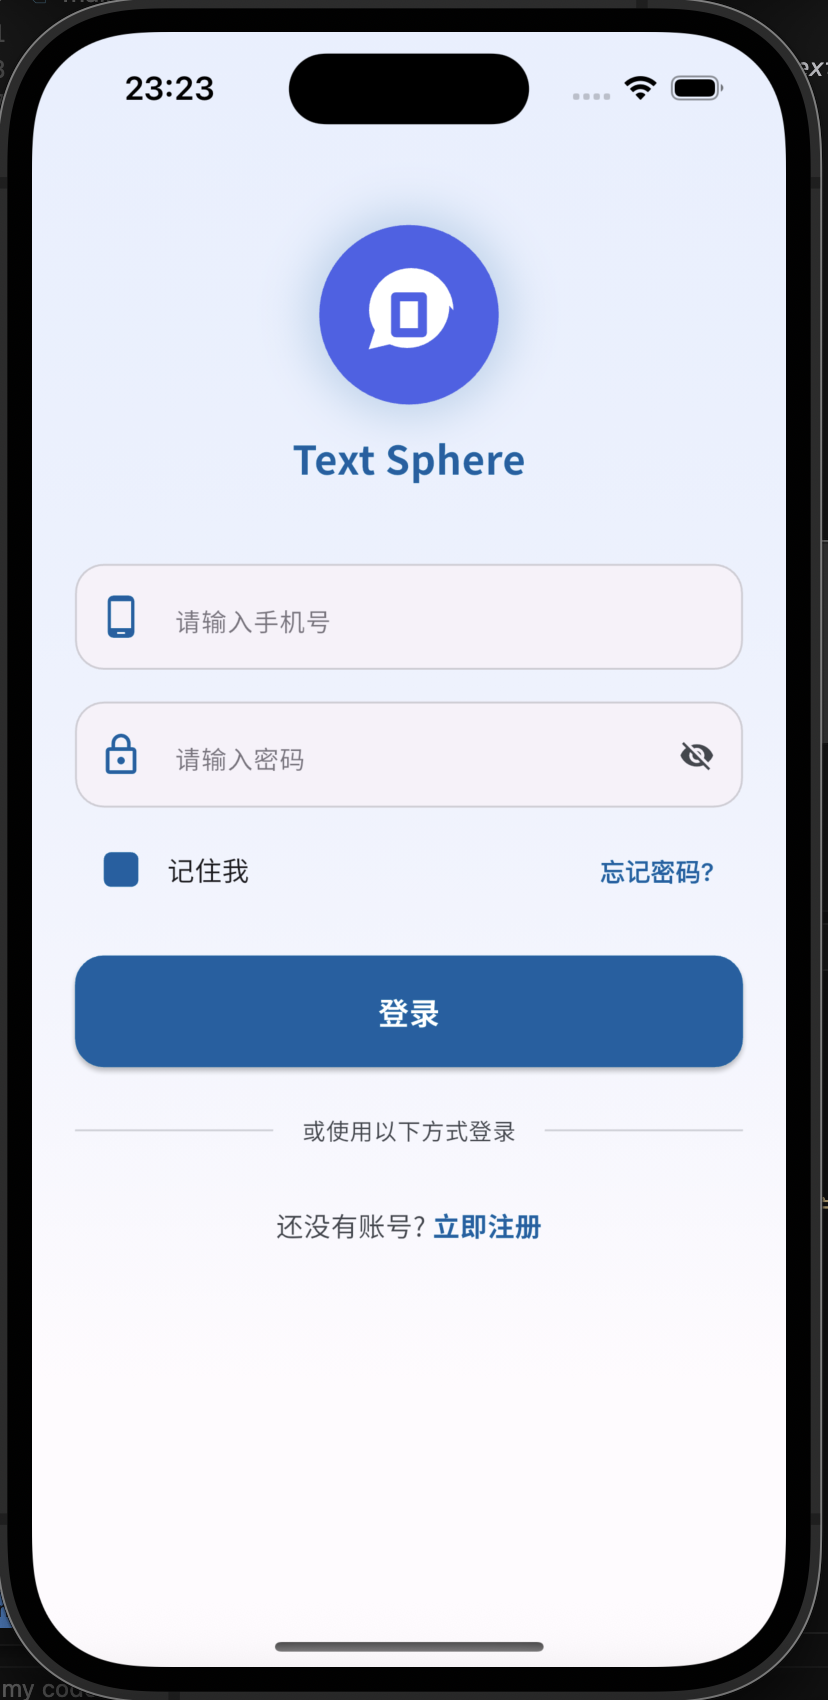 23:23
Text Sphere
请输入手机号
请输入密码
记住我
忘记密码?
登录
或使用以下方式登录
还没有账号? 立即注册
my code